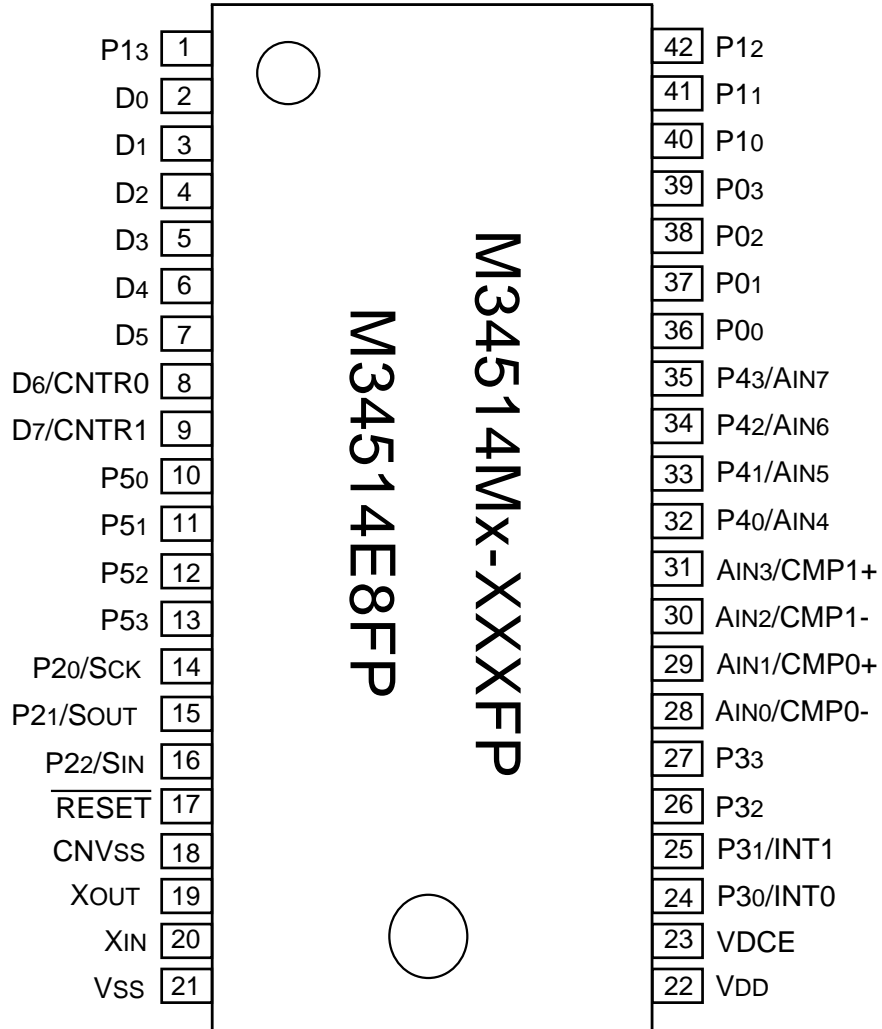 P13 1 42 P12
D0 2 41 P11
D1 3 40 P10
D2 4 39 P03
D3 5 38 P02
D4 6 37 P01
D5 7 36 P00
D6/CNTR0 8 35 P43/AIN7
D7/CNTR1 9 34 P42/AIN6
P50 10 33 P41/AIN5
P51 11 32 P40/AIN4
P52 12 31 AIN3/CMP1+
P53 13 30 AIN2/CMP1-
P20/SCK 14 29 AIN1/CMP0+
P21/SOUT 15 28 AIN0/CMP0-
P22/SIN 16 27 P33
RESET 17 26 P32
CNVSS 18 25 P31/INT1
XOUT 19 24 P30/INT0
XIN 20 23 VDCE
VSS 21 22 VDD
M34514Mx-XXXFP
M34514E8FP